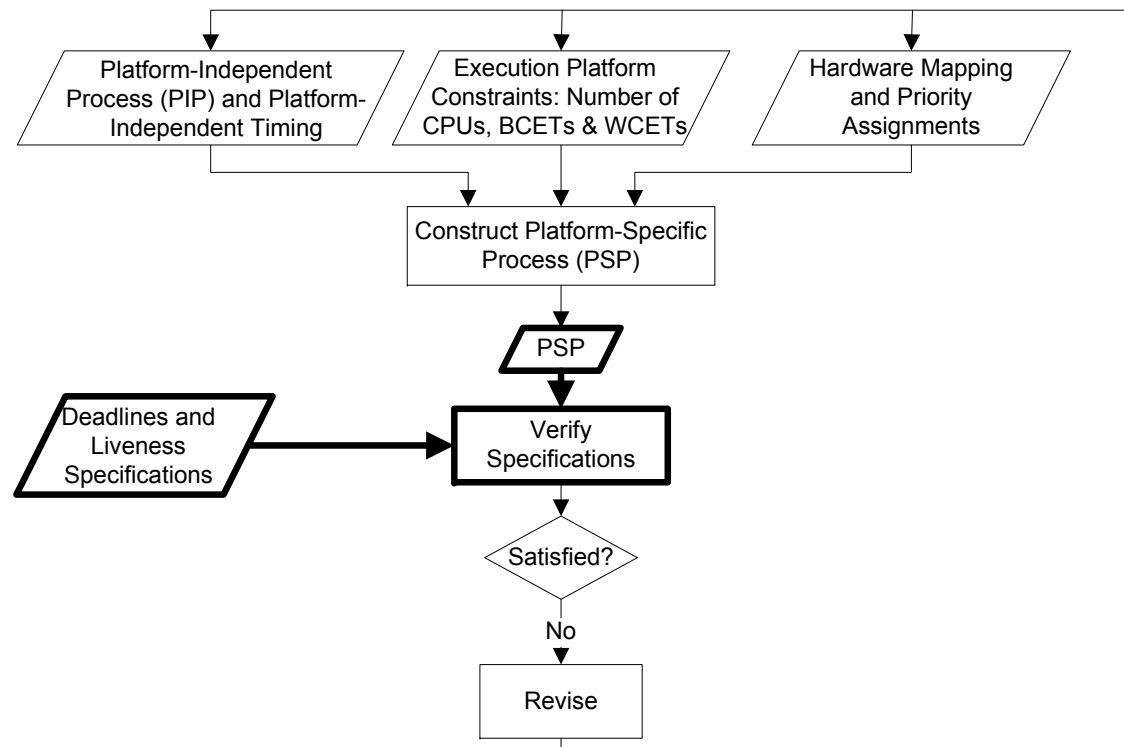 Platform-Independent
Process (PIP) and Platform-
Independent Timing
Execution Platform
Constraints: Number of
CPUs, BCETs & WCETs
Hardware Mapping
and Priority
Assignments
Construct Platform-Specific
Process (PSP)
PSP
Deadlines and
Liveness
Specifications
Verify
Specifications
Satisfied?
No
Revise